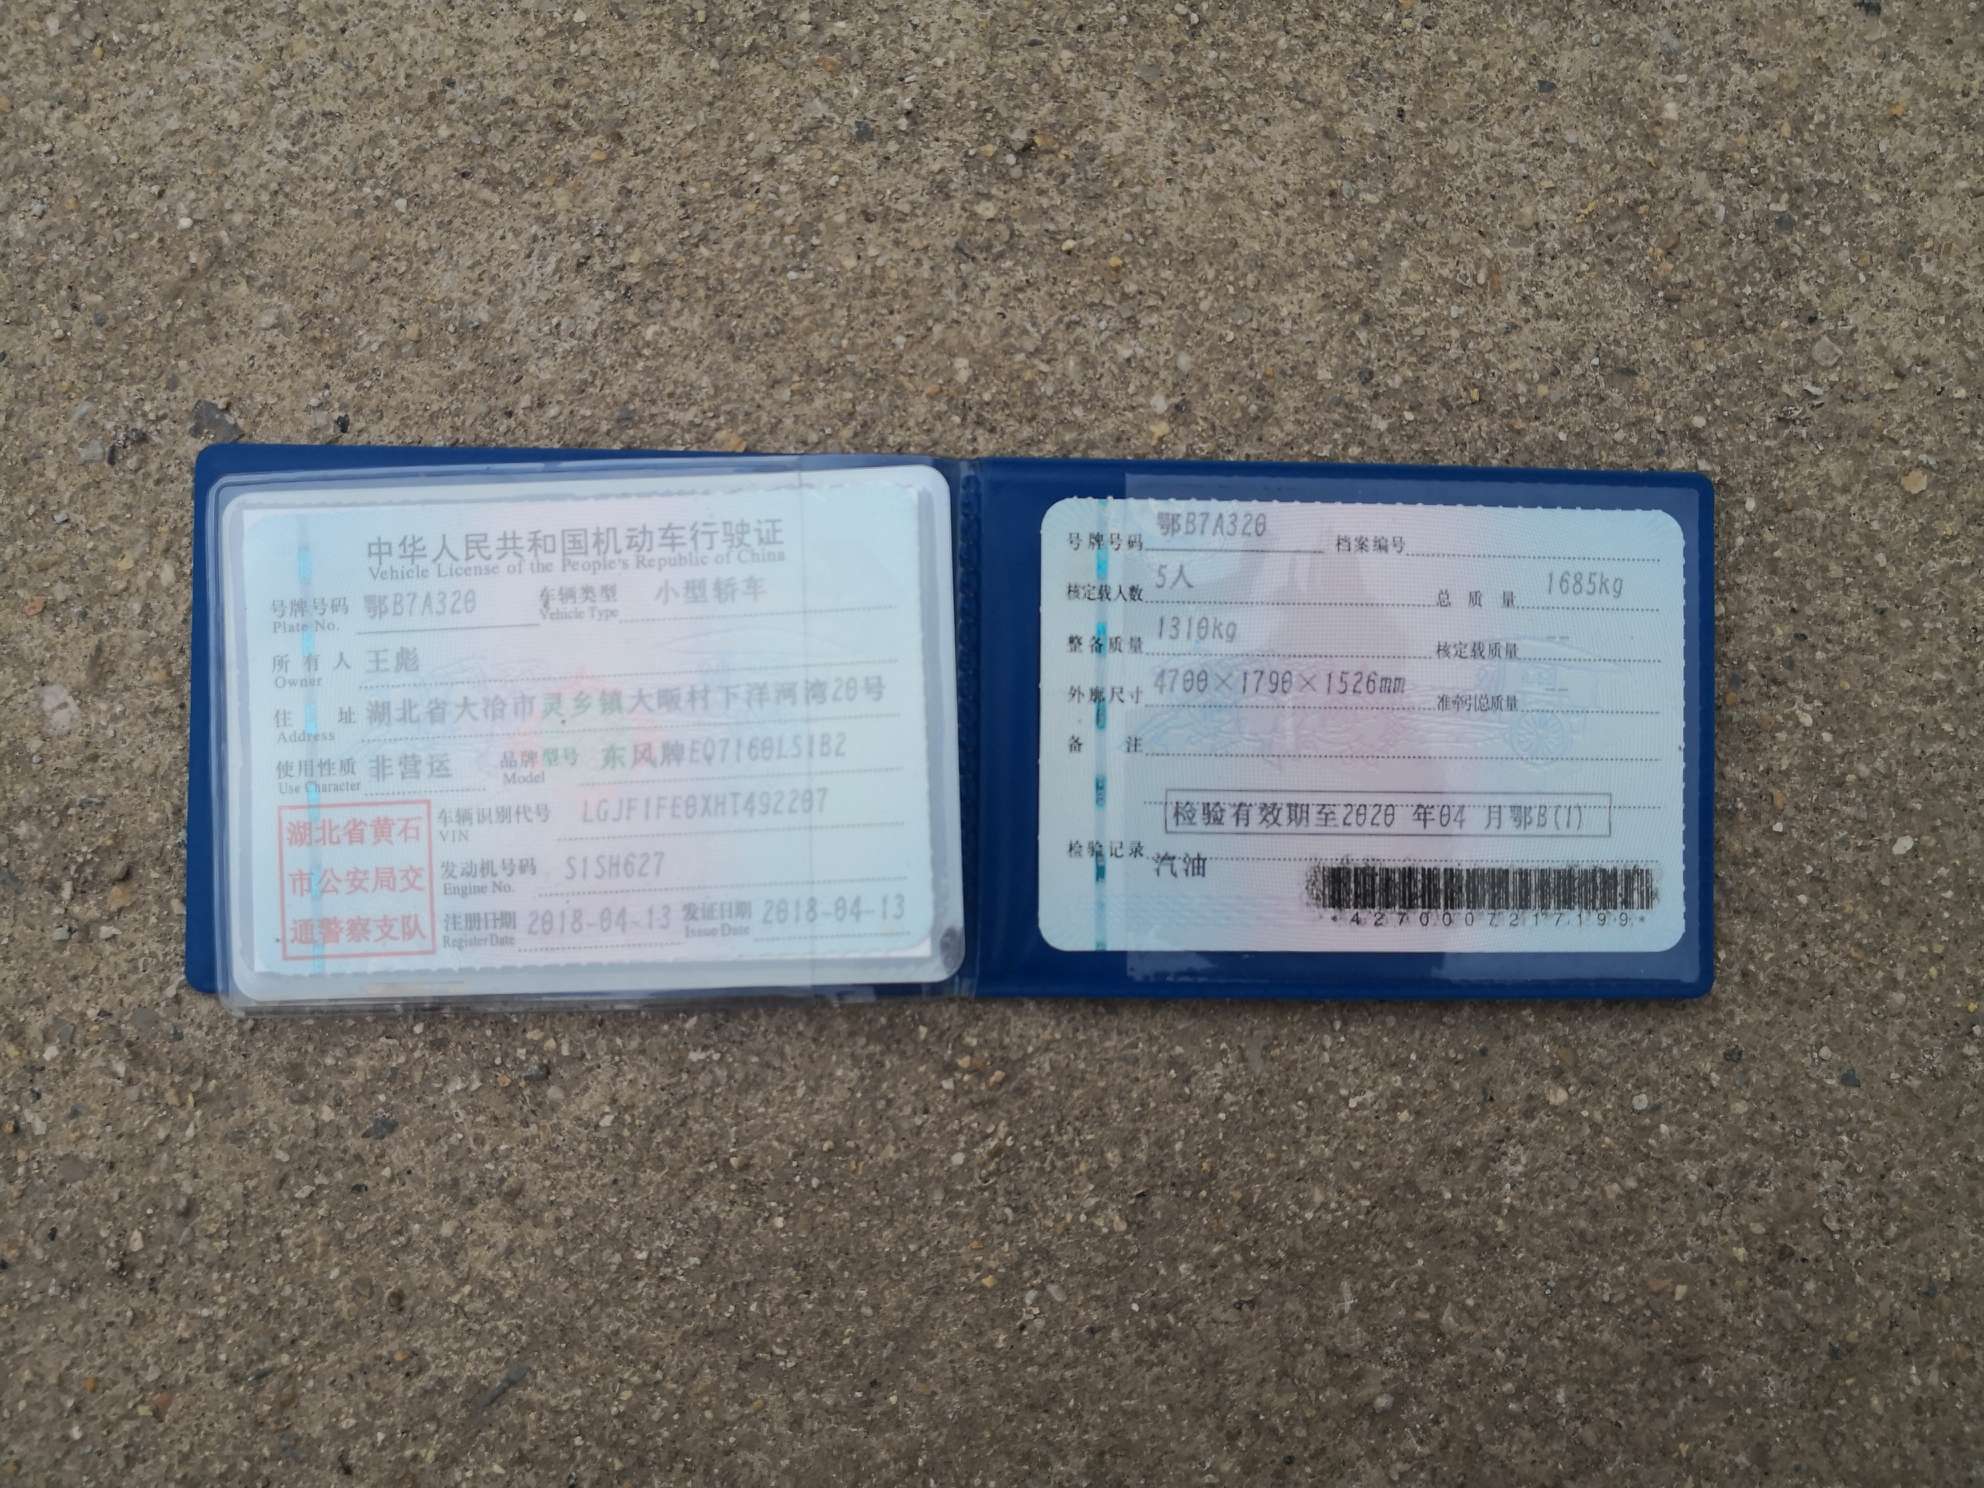 中华人民共和国机动车行驶证
Vehicle License of the People's Republic of China
号牌号码 鄂B7A320 车辆类型 小型轿车
Plate No. Vehicle Type
所有人 王彪
Owner
住址 湖北省大冶市灵乡镇大畈村下洋河湾20号
Address
使用性质 非营运 品牌型号 东风牌EQ7160LS1B2
Use Character Model
湖北省黄石
市公安局交
通警察支队
车辆识别代号 LGJF1FE0XHT492207
VIN
发动机号码 S1SH627
Engine No.
注册日期 2018-04-13 发证日期 2018-04-13
Register Date Issue Date
号牌号码 鄂B7A320 档案编号
核定载人数 5人 总质量 1685kg
整备质量 1310kg 核定载质量 --
外廓尺寸 4700×1790×1526mm 准牵引总质量 --
备注
检验有效期至2020 年04 月鄂B(1)
检验记录 汽油
*4270007217199*